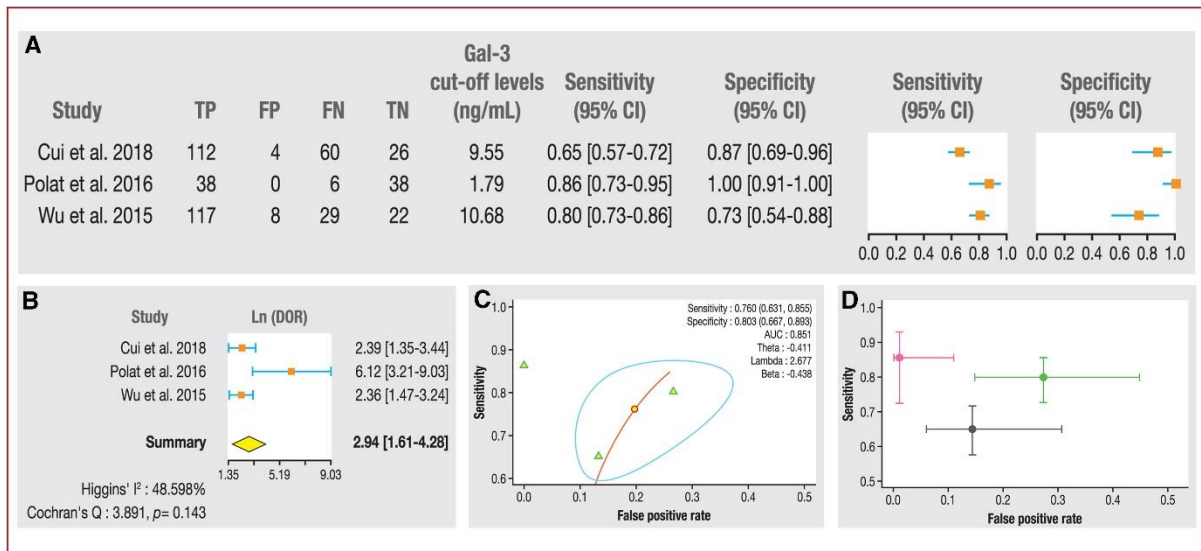 A
Gal-3
cut-off levels Sensitivity Specificity Sensitivity Specificity
Study TP FP FN TN (ng/mL) (95% CI) (95% CI) (95% CI) (95% CI)
Cui et al. 2018 112 4 60 26 9.55 0.65 [0.57-0.72] 0.87 [0.69-0.96]
Polat et al. 2016 38 0 6 38 1.79 0.86 [0.73-0.95] 1.00 [0.91-1.00]
Wu et al. 2015 117 8 29 22 10.68 0.80 [0.73-0.86] 0.73 [0.54-0.88]
0.0 0.2 0.4 0.6 0.8 1.0 0.0 0.2 0.4 0.6 0.8 1.0
B
Study Ln (DOR)
Cui et al. 2018 2.39 [1.35-3.44]
Polat et al. 2016 6.12 [3.21-9.03]
Wu et al. 2015 2.36 [1.47-3.24]
Summary 2.94 [1.61-4.28]
1.35 5.19 9.03
Higgins' I² : 48.598%
Cochran's Q : 3.891, p= 0.143
C
Sensitivity : 0.760 (0.631, 0.855)
Specificity : 0.803 (0.667, 0.893)
AUC : 0.851
Theta : -0.411
Lambda : 2.677
Beta : -0.438
Sensitivity
1.0
0.9
0.8
0.7
0.6
0.0 0.1 0.2 0.3 0.4 0.5
False positive rate
D
Sensitivity
1.0
0.9
0.8
0.7
0.6
0.5
0.0 0.1 0.2 0.3 0.4 0.5
False positive rate